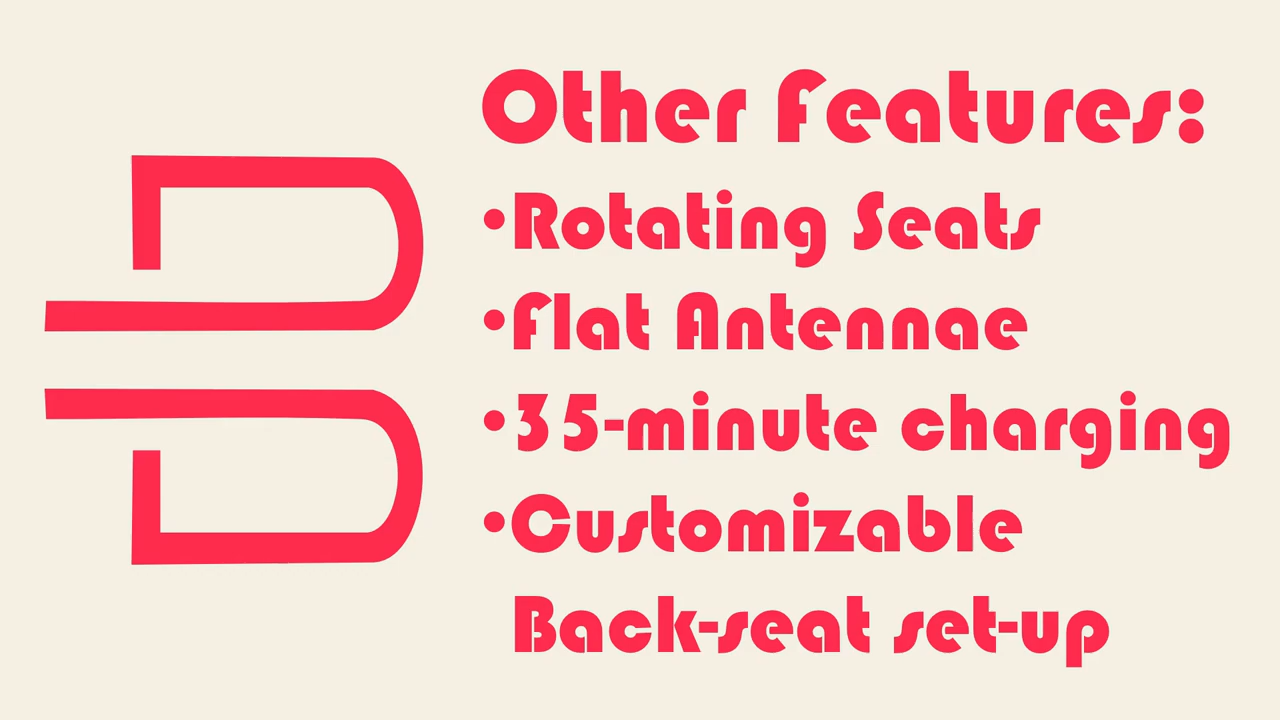 Other Features:
•Rotating Seats
•Flat Antennae
•35-minute charging
•Customizable
Back-seat set-up